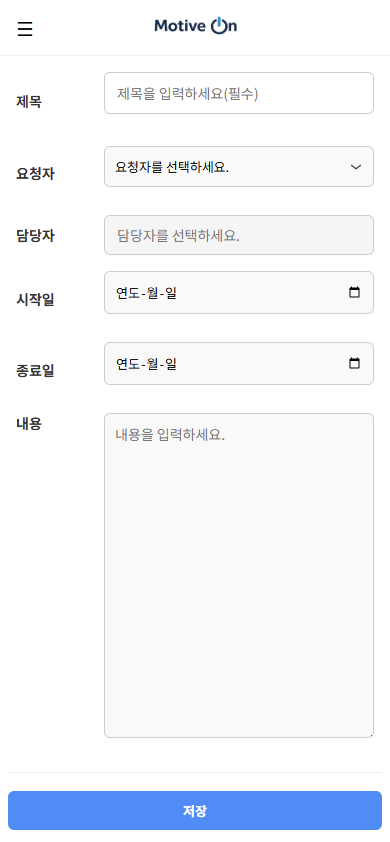 Motive On
제목
제목을 입력하세요(필수)
요청자
요청자를 선택하세요.
담당자
담당자를 선택하세요.
시작일
연도-월-일
종료일
연도-월-일
내용
내용을 입력하세요.
저장